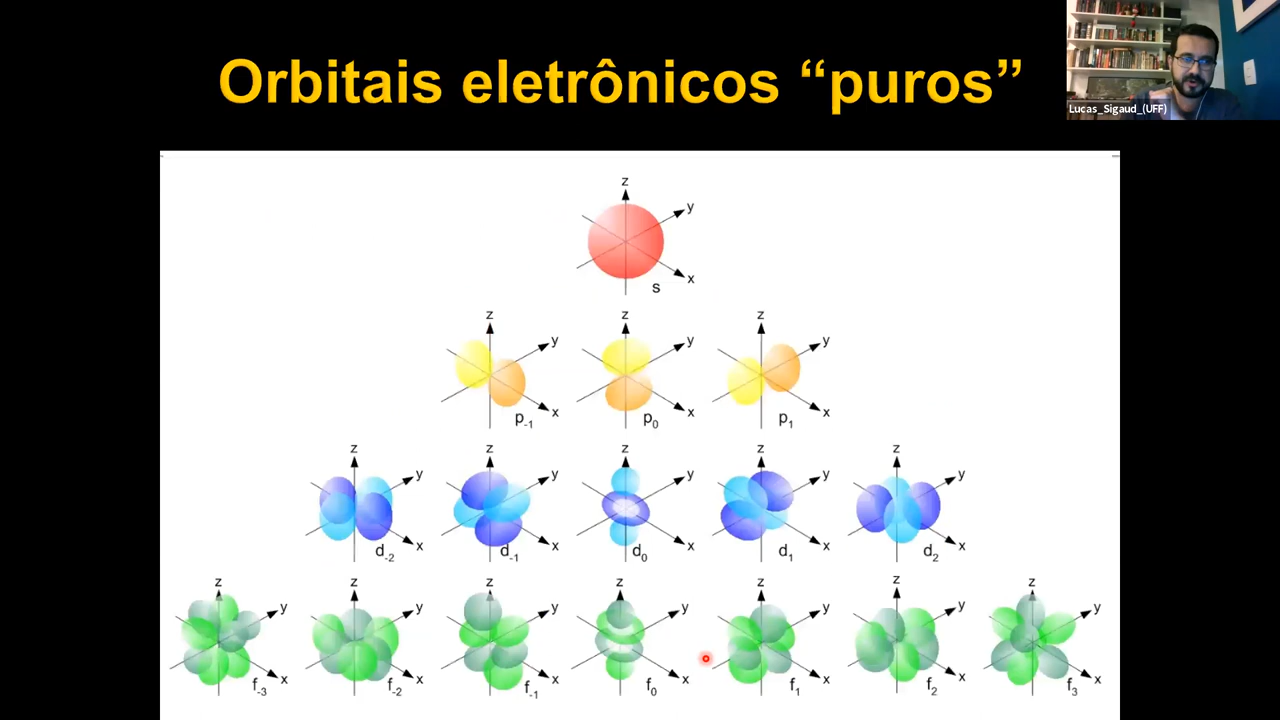 Orbitais eletrônicos “puros”
Lucas_Sigaud_(UFF)
z
y
x
s
z
y
x
p-1
z
y
x
p0
z
y
x
p1
z
y
x
d-2
z
y
x
d-1
z
y
x
d0
z
y
x
d1
z
y
x
d2
z
y
x
f-3
z
y
x
f-2
z
y
x
f-1
z
y
x
f0
z
y
x
f1
z
y
x
f2
z
y
x
f3